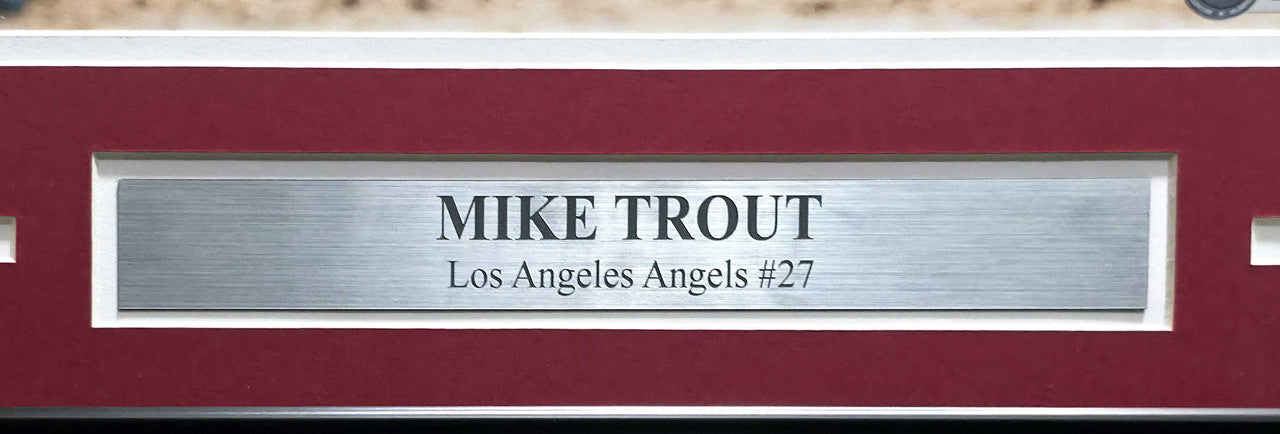 MIKE TROUT
Los Angeles Angels #27